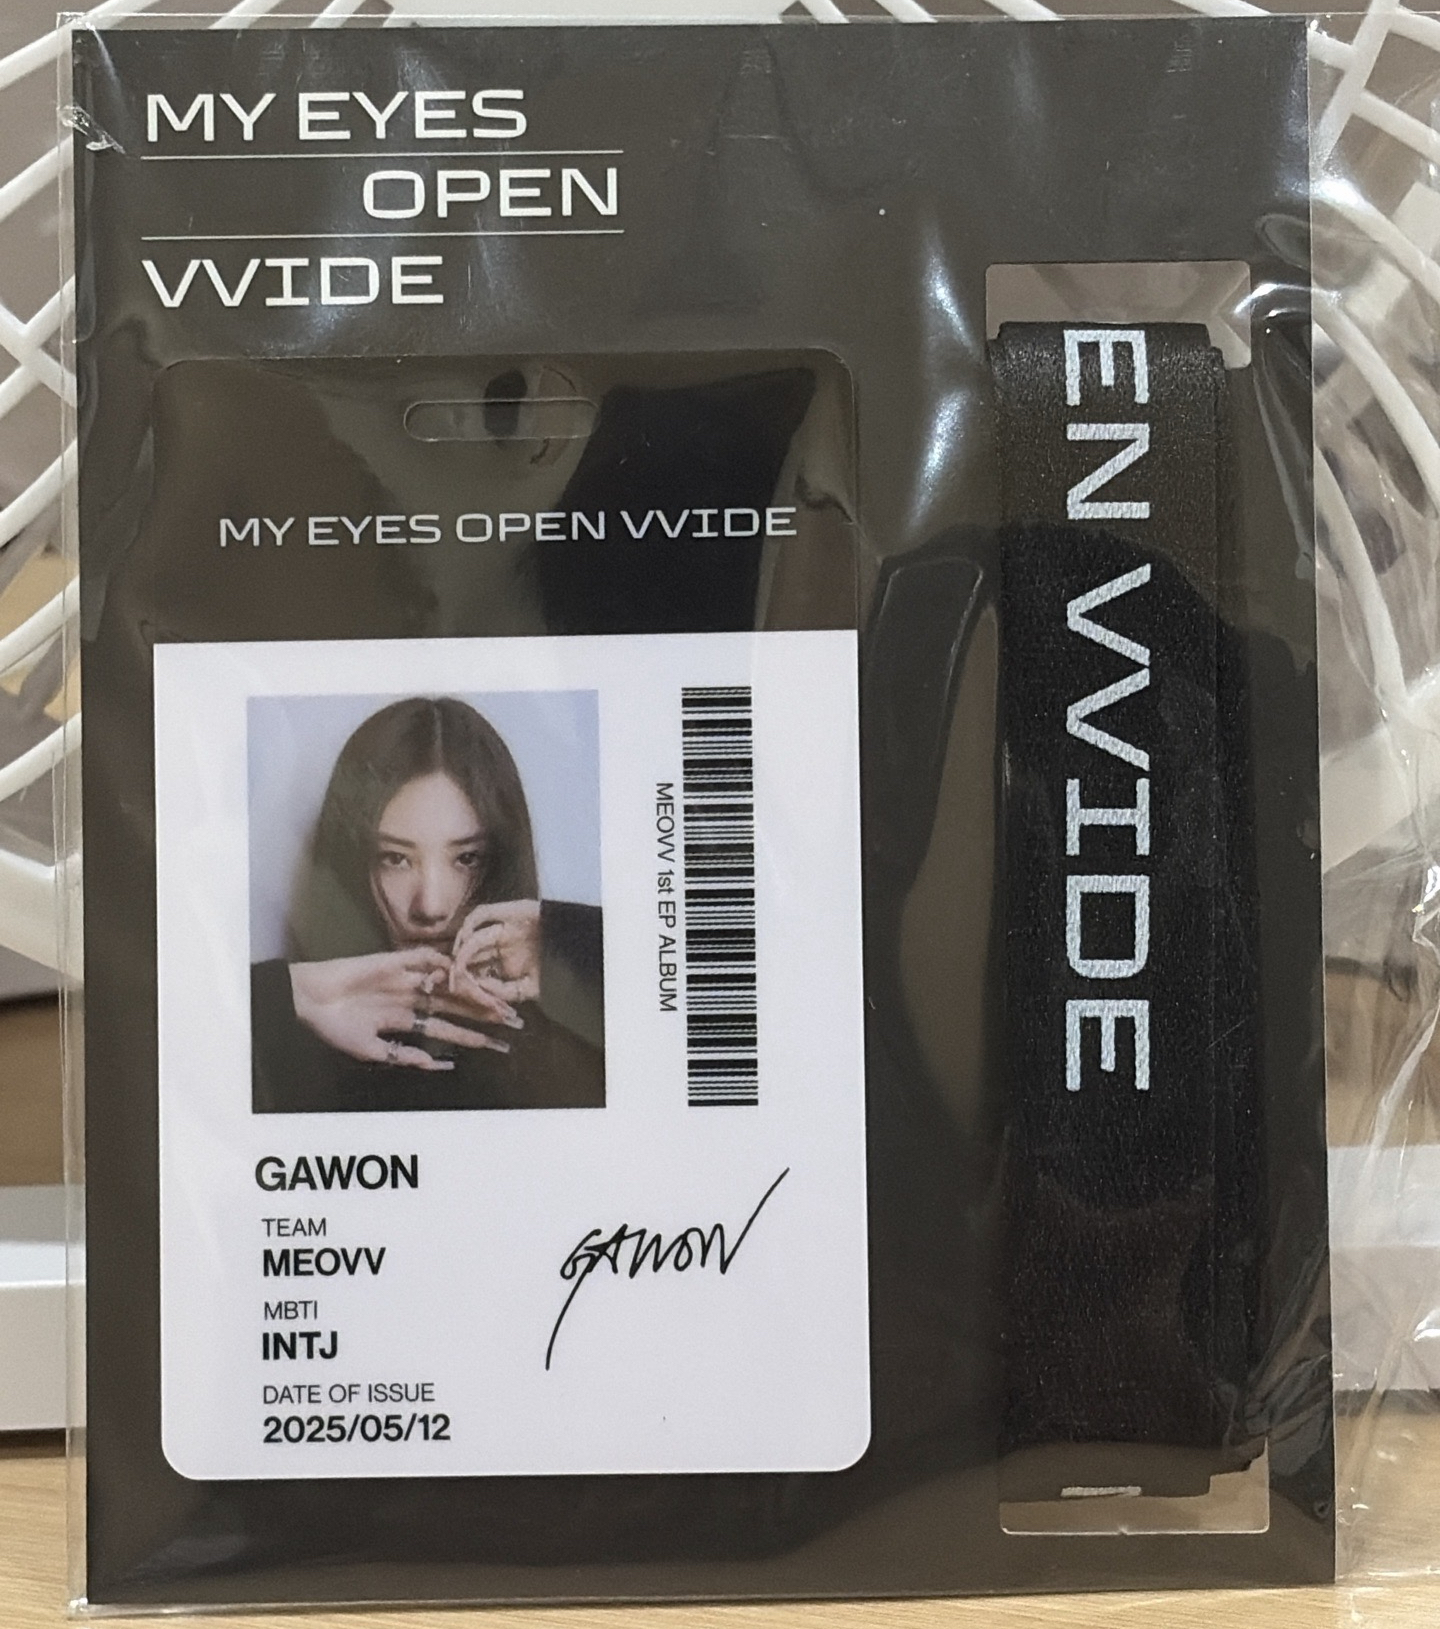 MY EYES
OPEN
VVIDE
MY EYES OPEN VVIDE
MEOVV 1st EP ALBUM
GAWON
TEAM
MEOVV
MBTI
INTJ
DATE OF ISSUE
2025/05/12
GAWON
EN VVIDE